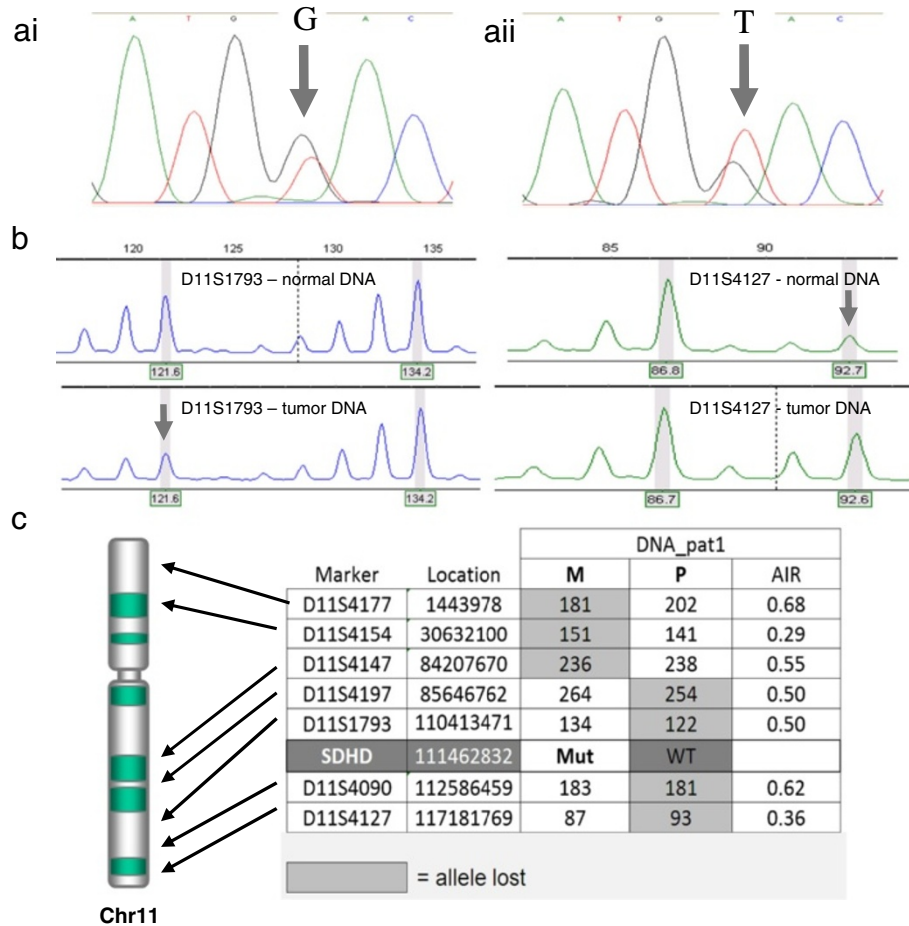 ai
A T G G A C
aii
A T G T A C
b
120 125 130 135
D11S1793 – normal DNA
121.6 134.2
D11S1793 – tumor DNA
121.6 134.2
85 90
D11S4127 - normal DNA
86.8 92.7
D11S4127 - tumor DNA
86.7 92.6
c
DNA_pat1
Marker Location M P AIR
D11S4177 1443978 181 202 0.68
D11S4154 30632100 151 141 0.29
D11S4147 84207670 236 238 0.55
D11S4197 85646762 264 254 0.50
D11S1793 110413471 134 122 0.50
SDHD 111462832 Mut WT
D11S4090 112586459 183 181 0.62
D11S4127 117181769 87 93 0.36
= allele lost
Chr11